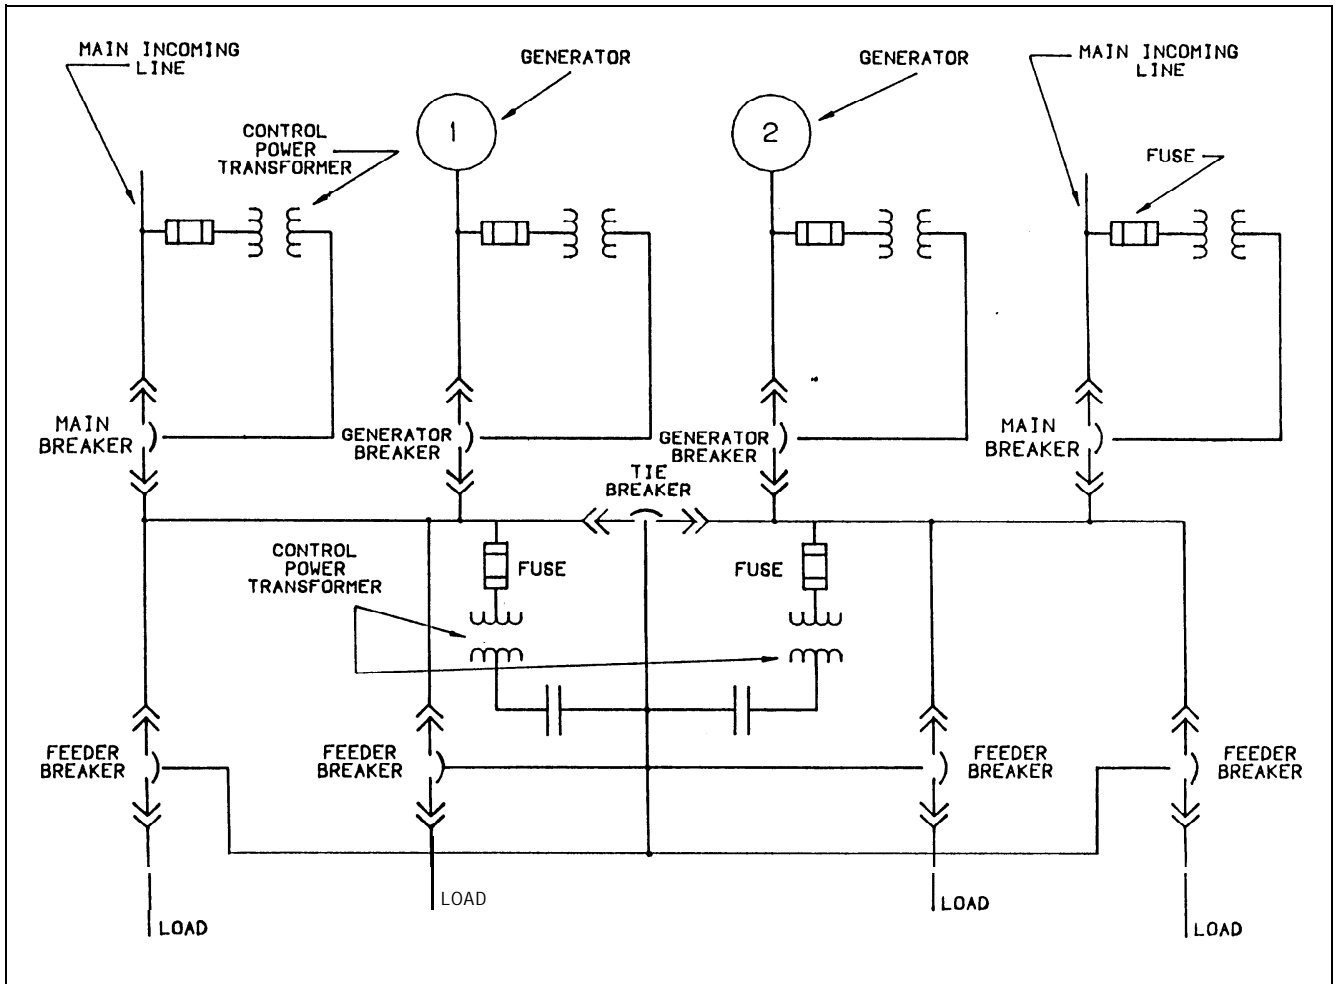 MAIN INCOMING
LINE
GENERATOR
GENERATOR
MAIN INCOMING
LINE
CONTROL
POWER
TRANSFORMER
1
2
FUSE
MAIN
BREAKER
GENERATOR
BREAKER
GENERATOR
BREAKER
MAIN
BREAKER
TIE
BREAKER
CONTROL
POWER
TRANSFORMER
FUSE
FUSE
FEEDER
BREAKER
FEEDER
BREAKER
FEEDER
BREAKER
FEEDER
BREAKER
LOAD
LOAD
LOAD
LOAD